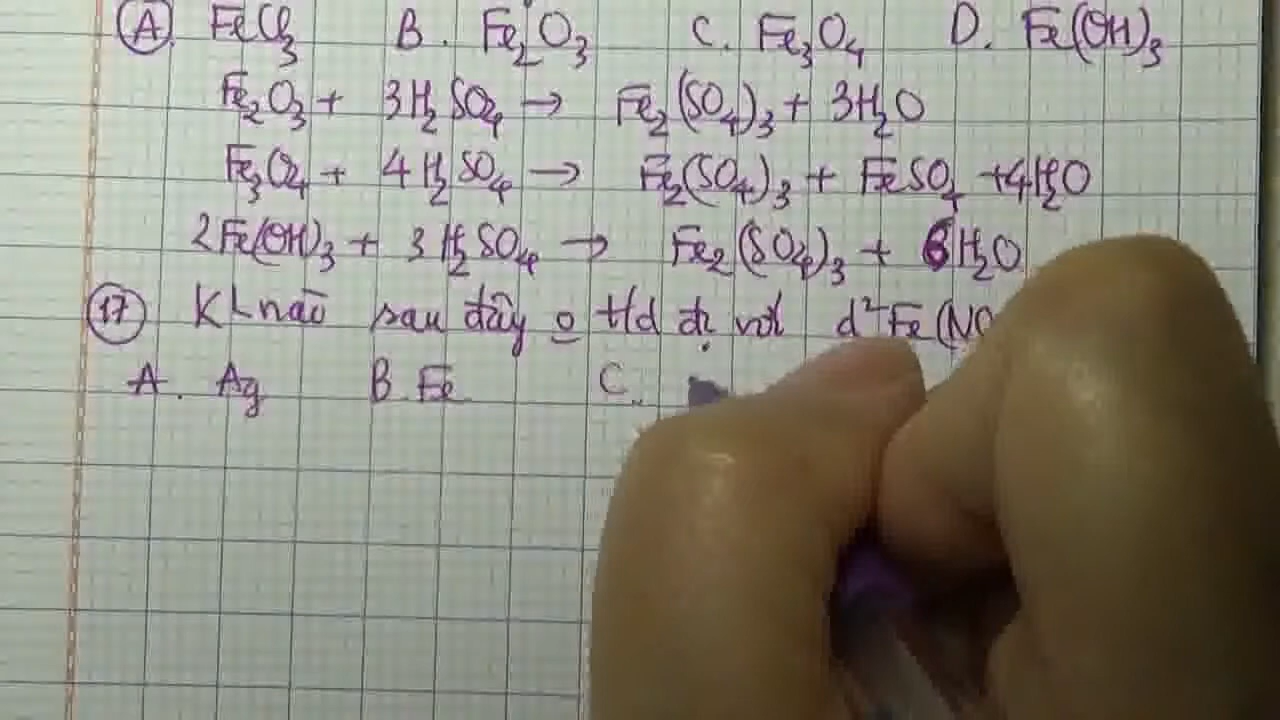 A. FeCl3 B. Fe2O3 C. Fe3O4 D. Fe(OH)3
Fe2O3 + 3H2SO4 → Fe2(SO4)3 + 3H2O
Fe3O4 + 4H2SO4 → Fe2(SO4)3 + FeSO4 + 4H2O
2Fe(OH)3 + 3H2SO4 → Fe2(SO4)3 + 6H2O
17 KL nào sau đây o t/d đc với d² Fe(NO
A. Ag B. Fe C.